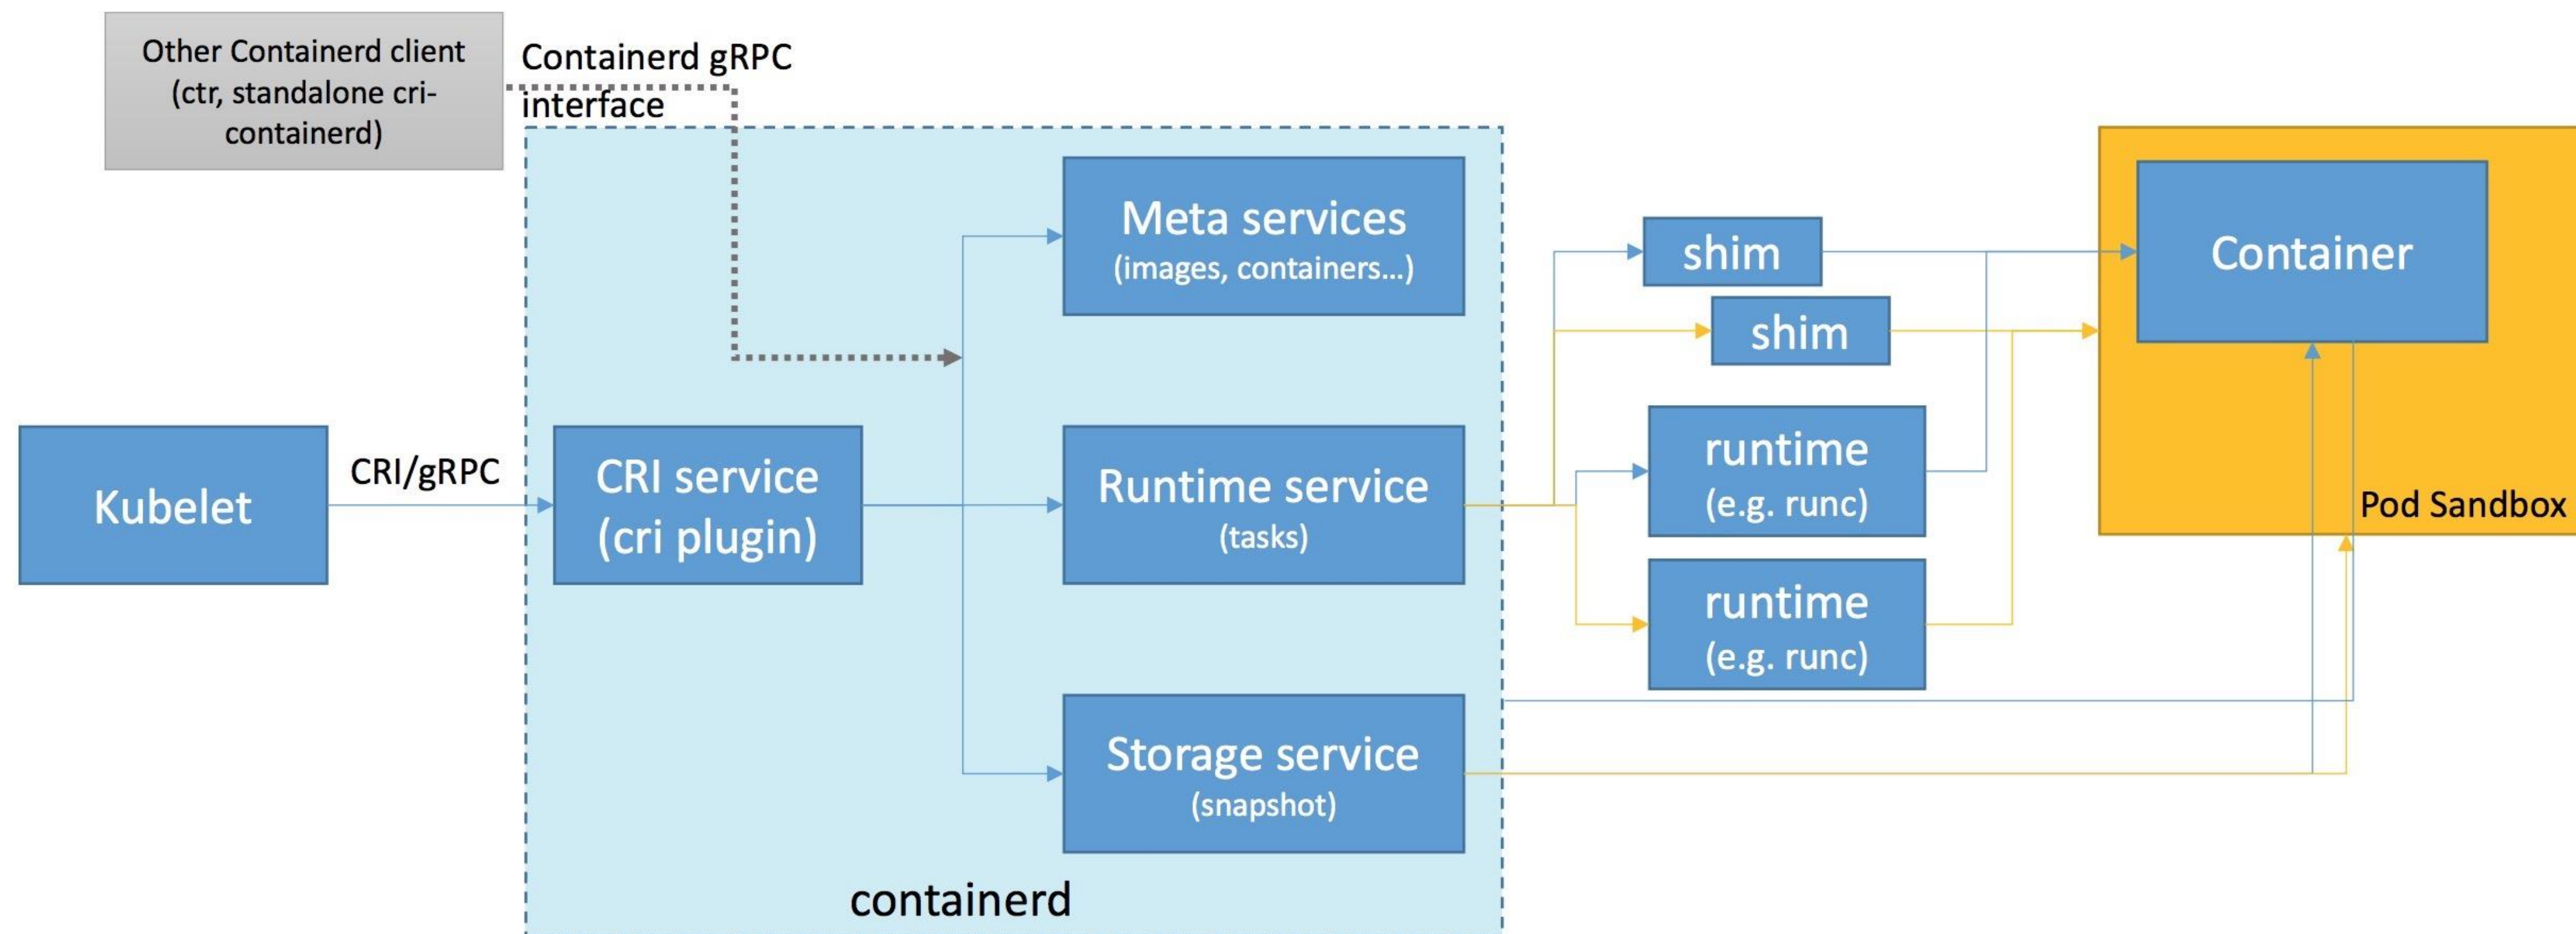 Other Containerd client
(ctr, standalone cri-
containerd)
Containerd gRPC
interface
Meta services
(images, containers...)
shim
Container
shim
Kubelet
CRI/gRPC
CRI service
(cri plugin)
Runtime service
(tasks)
runtime
(e.g. runc)
Pod Sandbox
runtime
(e.g. runc)
Storage service
(snapshot)
containerd